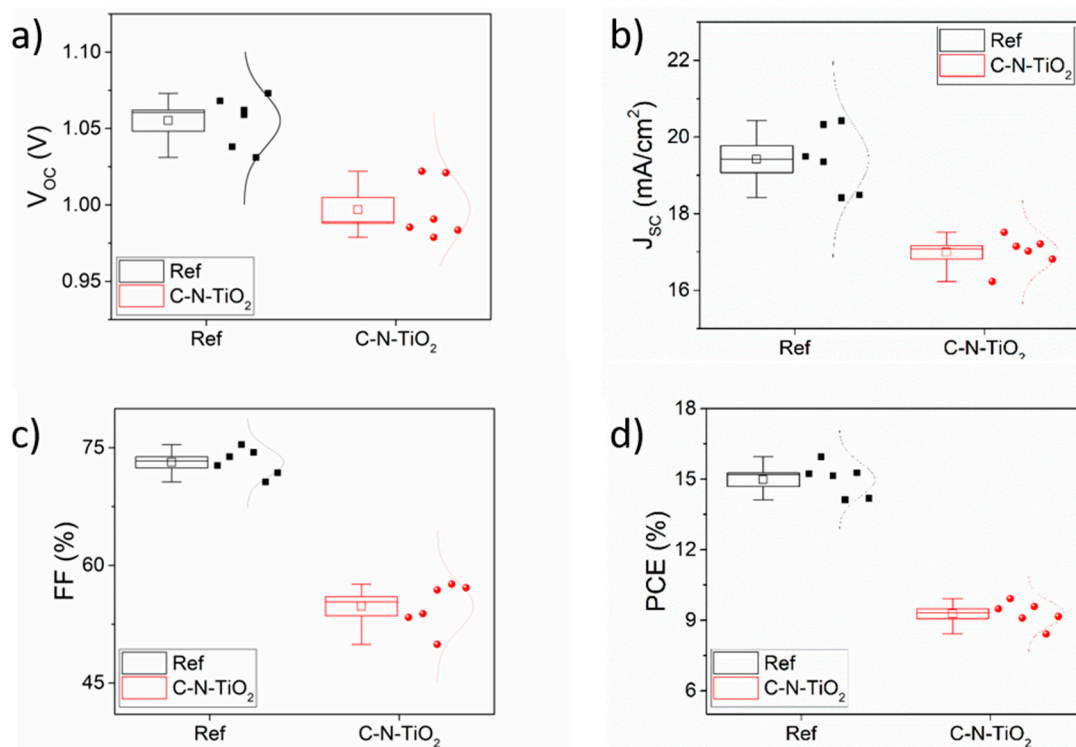 a)
1.10
1.05
1.00
0.95
V_OC (V)
Ref
C-N-TiO₂
Ref
C-N-TiO₂
b)
22
20
18
16
J_SC (mA/cm²)
Ref
C-N-TiO₂
Ref
C-N-TiO₂
c)
75
60
45
FF (%)
Ref
C-N-TiO₂
Ref
C-N-TiO₂
d)
18
15
12
9
6
PCE (%)
Ref
C-N-TiO₂
Ref
C-N-TiO₂